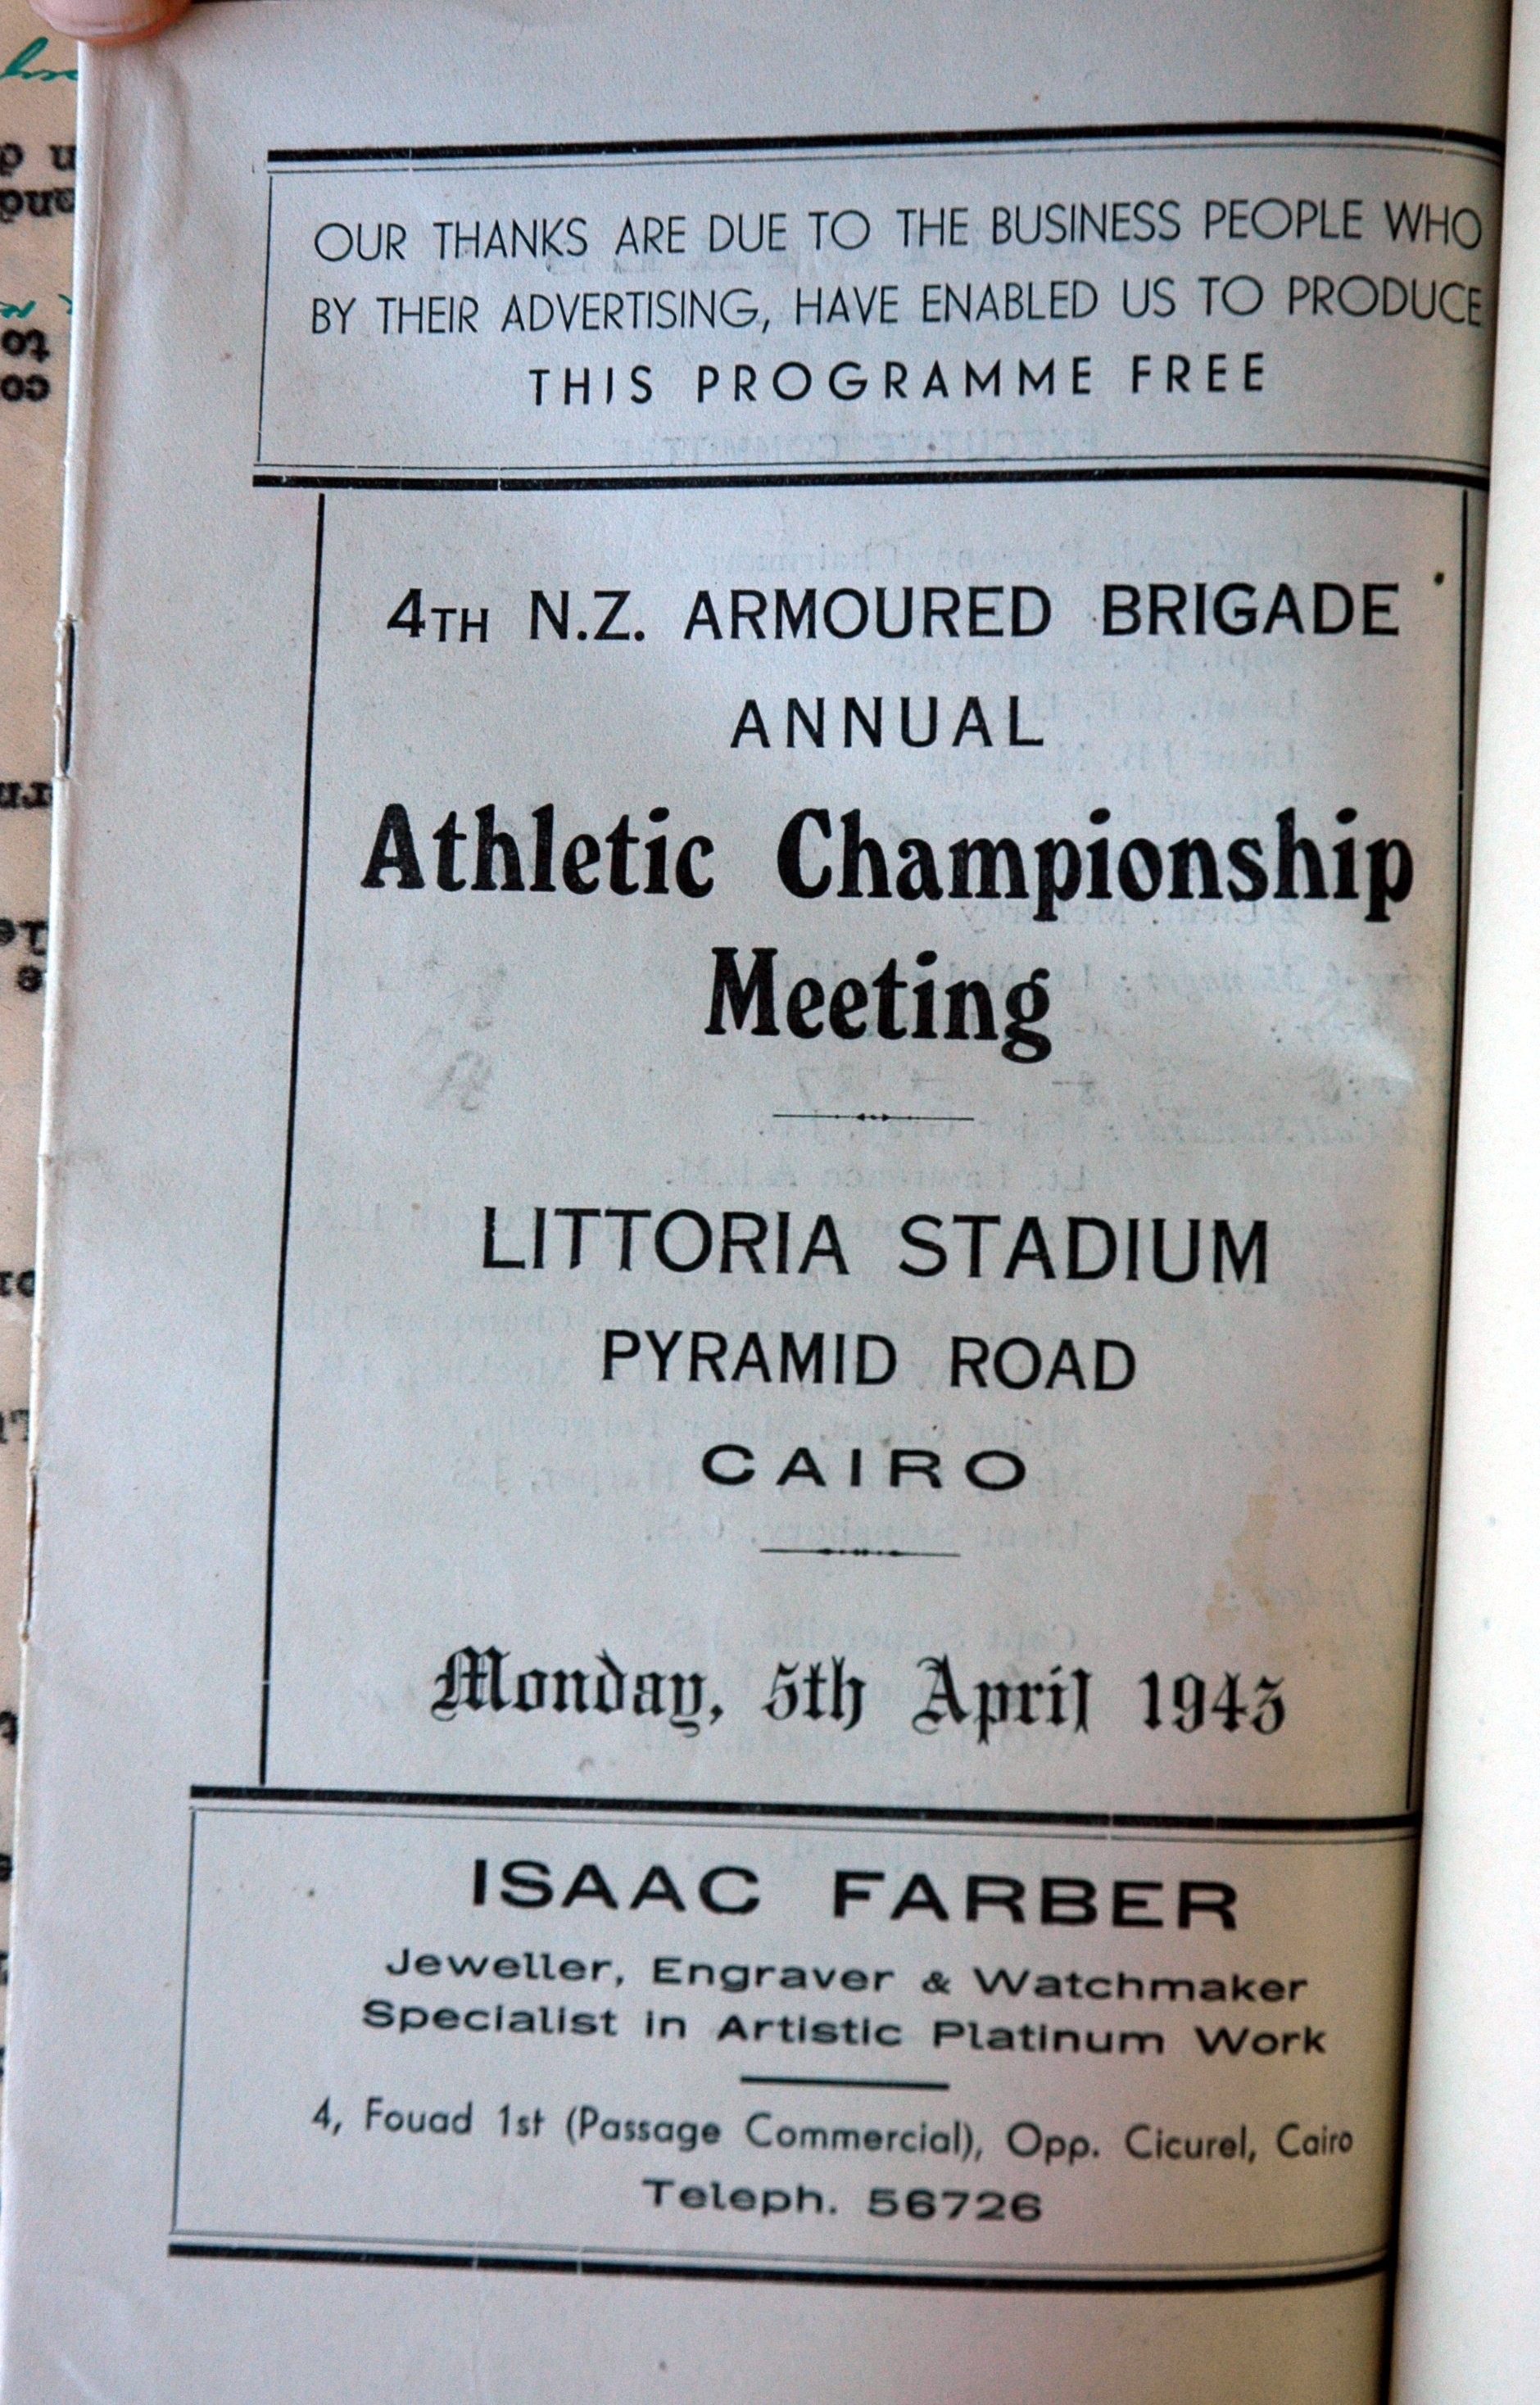 OUR THANKS ARE DUE TO THE BUSINESS PEOPLE WHO
BY THEIR ADVERTISING, HAVE ENABLED US TO PRODUCE
THIS PROGRAMME FREE
4TH N.Z. ARMOURED BRIGADE
ANNUAL
Athletic Championship
Meeting
LITTORIA STADIUM
PYRAMID ROAD
CAIRO
Monday, 5th April 1943
ISAAC FARBER
Jeweller, Engraver & Watchmaker
Specialist in Artistic Platinum Work
4, Fouad 1st (Passage Commercial), Opp. Cicurel, Cairo
Teleph. 56726